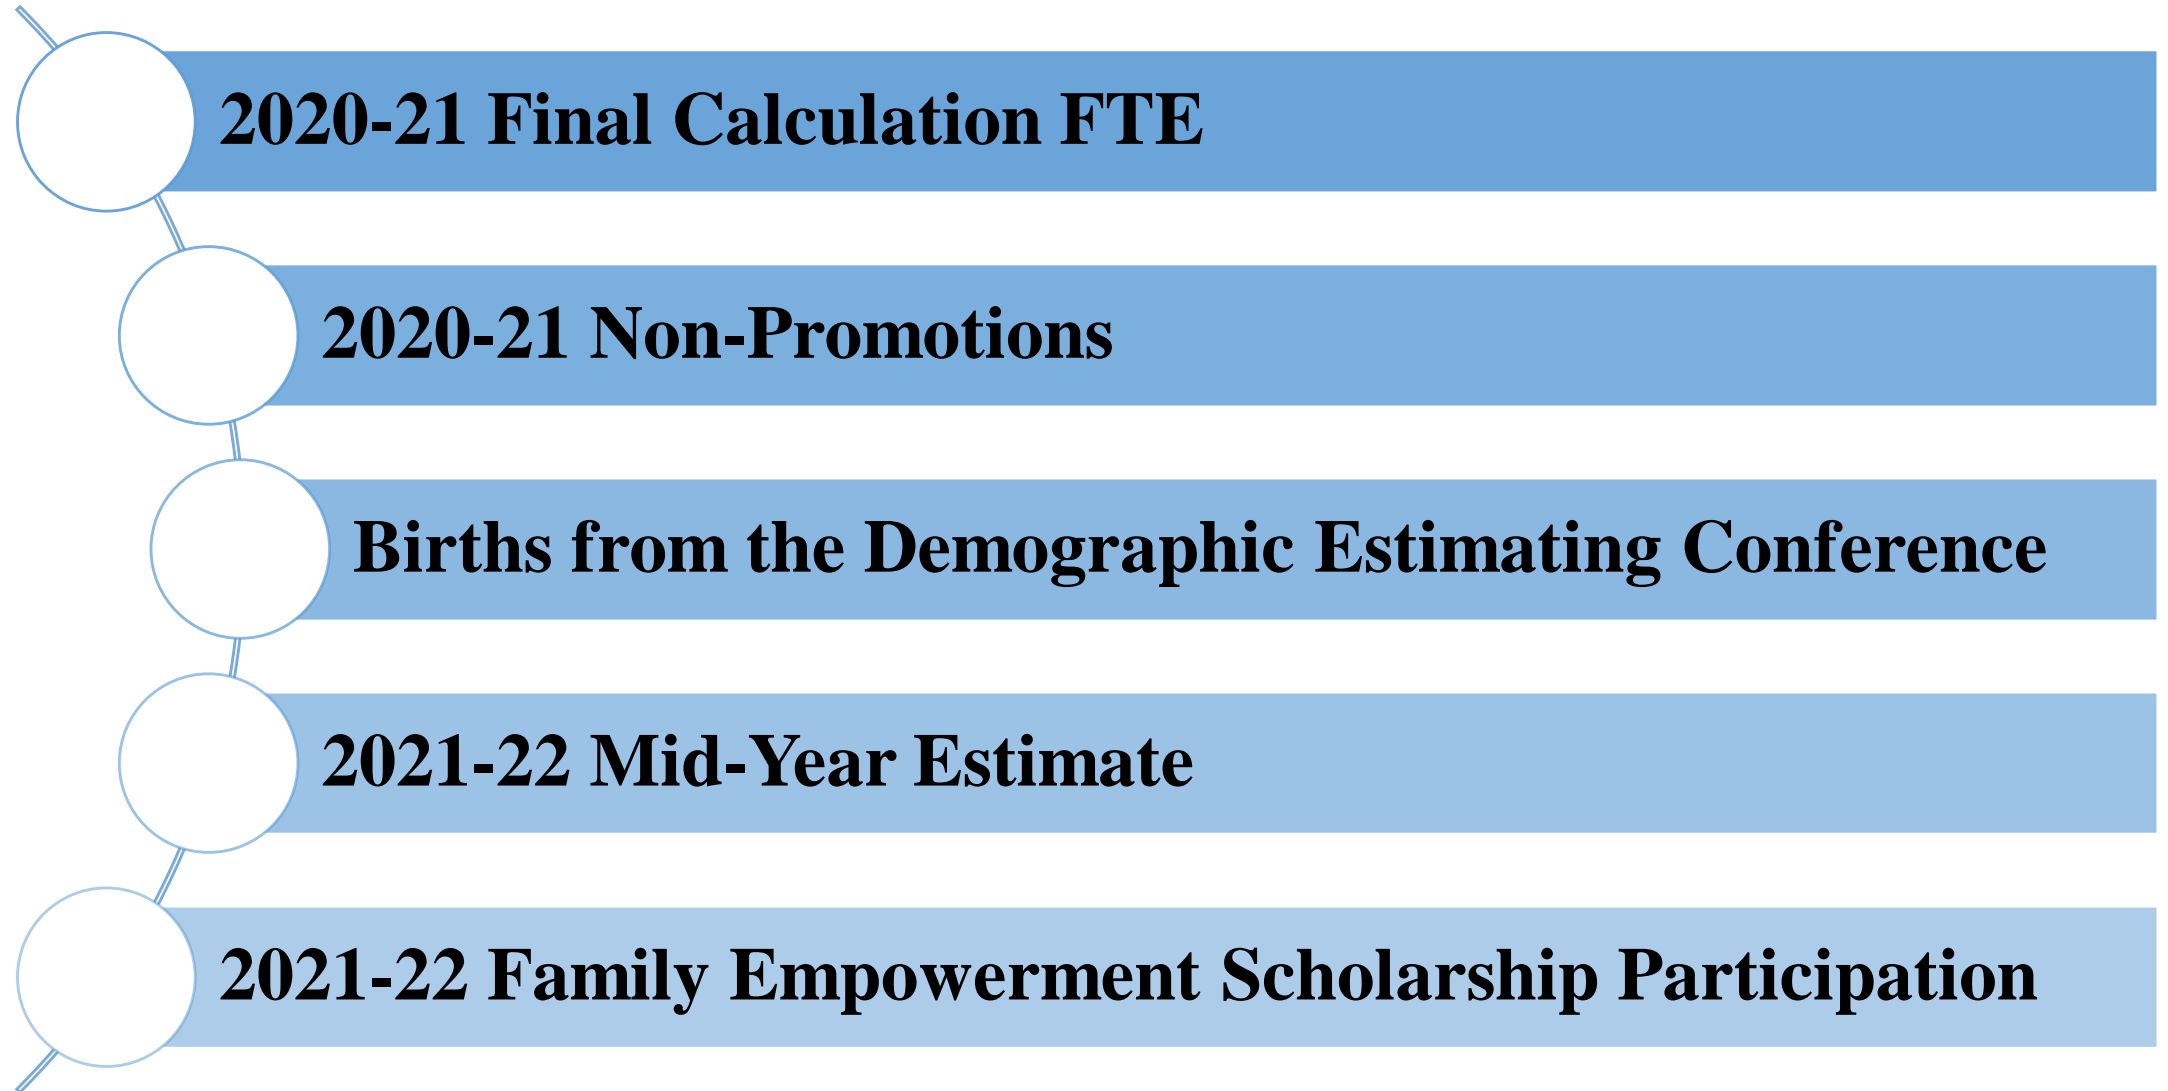 2020-21 Final Calculation FTE
2020-21 Non-Promotions
Births from the Demographic Estimating Conference
2021-22 Mid-Year Estimate
2021-22 Family Empowerment Scholarship Participation